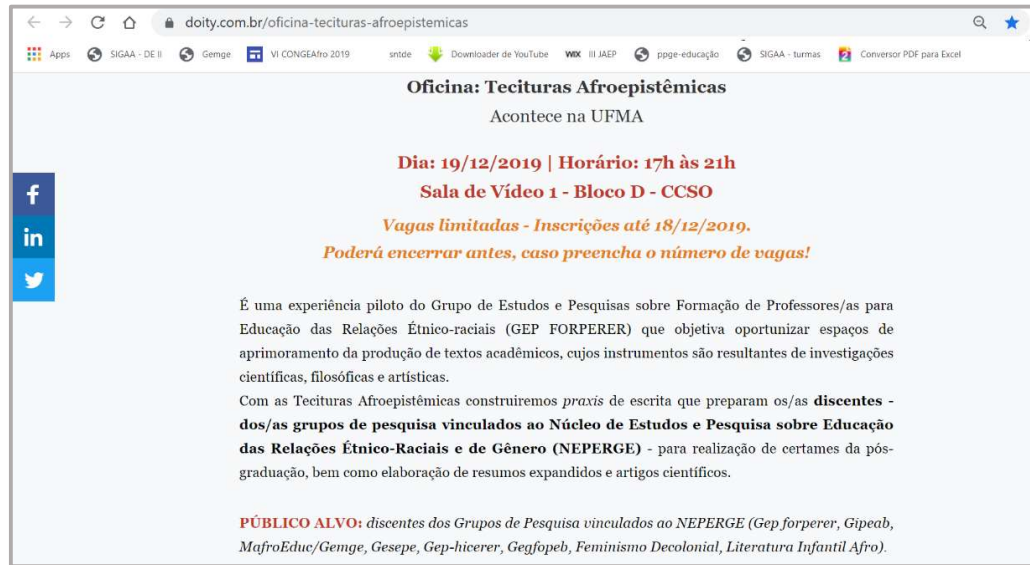 doity.com.br/oficina-tecituras-afroepistemicas
Apps SIGAA - DE II Gemge VI CONGEAfro 2019 sntde Downloader de YouTube WIX III JAEP ppge-educação SIGAA - turmas Conversor PDF para Excel
Oficina: Tecituras Afroepistêmicas
Acontece na UFMA
Dia: 19/12/2019 | Horário: 17h às 21h
Sala de Vídeo 1 - Bloco D - CCSO
Vagas limitadas - Inscrições até 18/12/2019.
Poderá encerrar antes, caso preencha o número de vagas!
f
in
É uma experiência piloto do Grupo de Estudos e Pesquisas sobre Formação de Professores/as para
Educação das Relações Étnico-raciais (GEP FORPERER) que objetiva oportunizar espaços de
aprimoramento da produção de textos acadêmicos, cujos instrumentos são resultantes de investigações
científicas, filosóficas e artísticas.
Com as Tecituras Afroepistêmicas construiremos praxis de escrita que preparam os/as discentes -
dos/as grupos de pesquisa vinculados ao Núcleo de Estudos e Pesquisa sobre Educação
das Relações Étnico-Raciais e de Gênero (NEPERGE) - para realização de certames da pós-
graduação, bem como elaboração de resumos expandidos e artigos científicos.
PÚBLICO ALVO: discentes dos Grupos de Pesquisa vinculados ao NEPERGE (Gep forperer, Gipeab,
MafroEduc/Gemge, Gesepe, Gep-hicerer, Gegfopeb, Feminismo Decolonial, Literatura Infantil Afro).